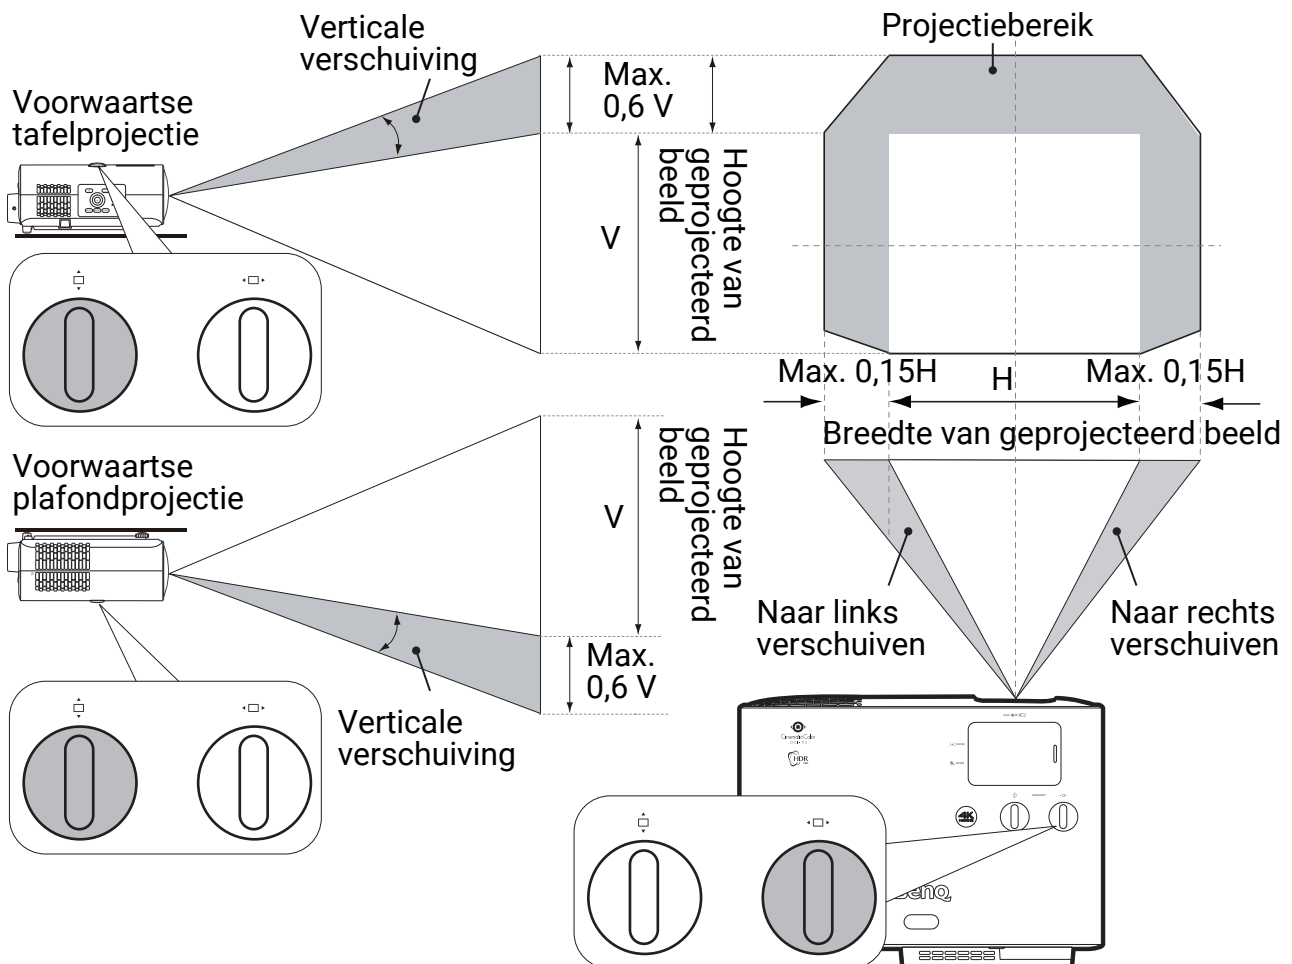 Verticale
verschuiving
Voorwaartse
tafelprojectie
Max.
0,6 V
V
Hoogte van
geprojecteerd
beeld
Projectiebereik
Max. 0,15H
H
Max. 0,15H
Breedte van geprojecteerd beeld
Voorwaartse
plafondprojectie
V
Hoogte van
geprojecteerd
beeld
Max.
0,6 V
Verticale
verschuiving
Naar links
verschuiven
Naar rechts
verschuiven
CinematicColor
HDR
4K
BenQ